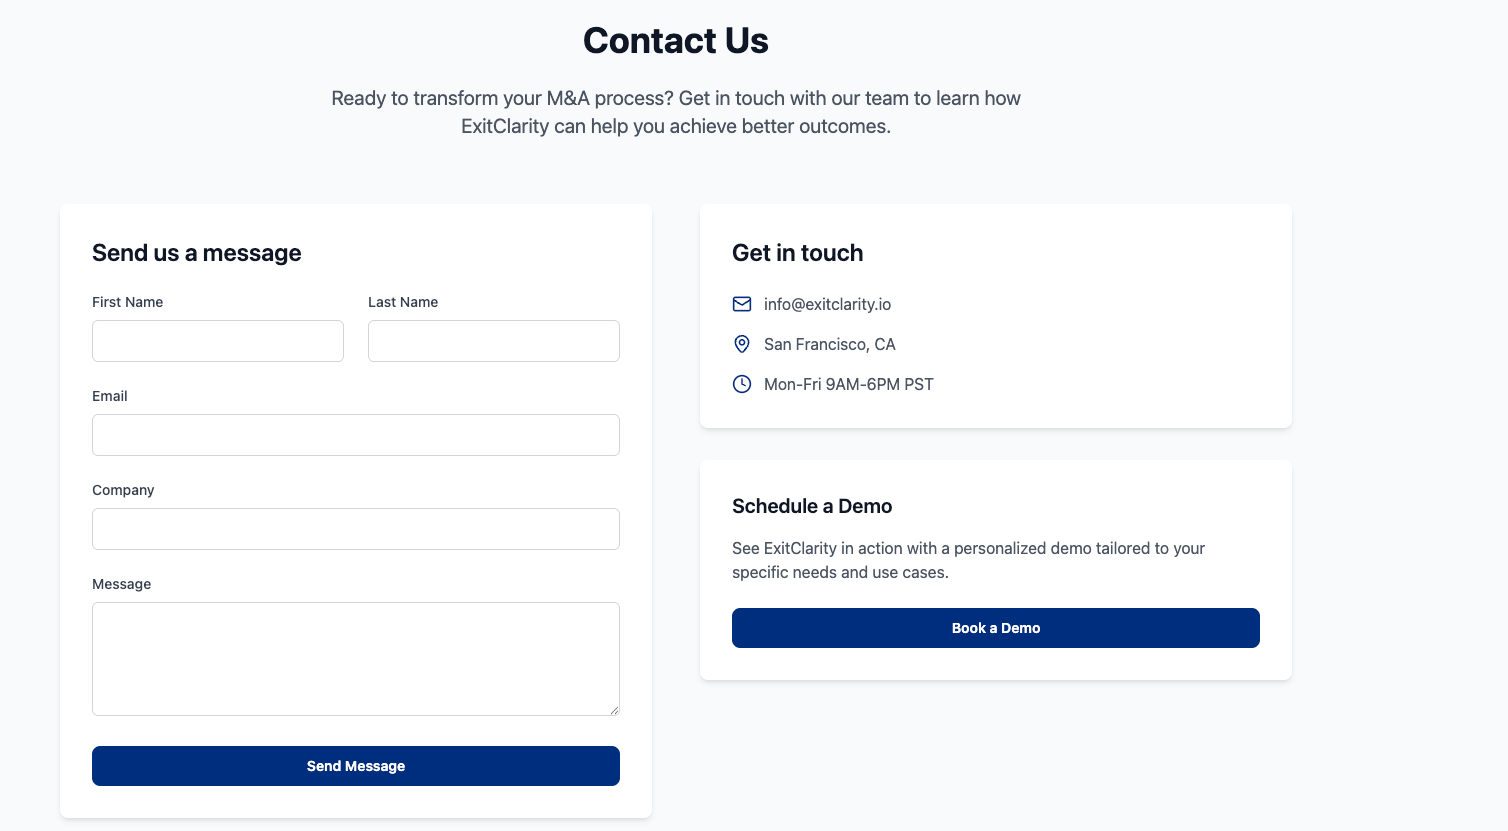 Contact Us
Ready to transform your M&A process? Get in touch with our team to learn how
ExitClarity can help you achieve better outcomes.
Send us a message
First Name
Last Name
Email
Company
Message
Send Message
Get in touch
info@exitclarity.io
San Francisco, CA
Mon-Fri 9AM-6PM PST
Schedule a Demo
See ExitClarity in action with a personalized demo tailored to your
specific needs and use cases.
Book a Demo